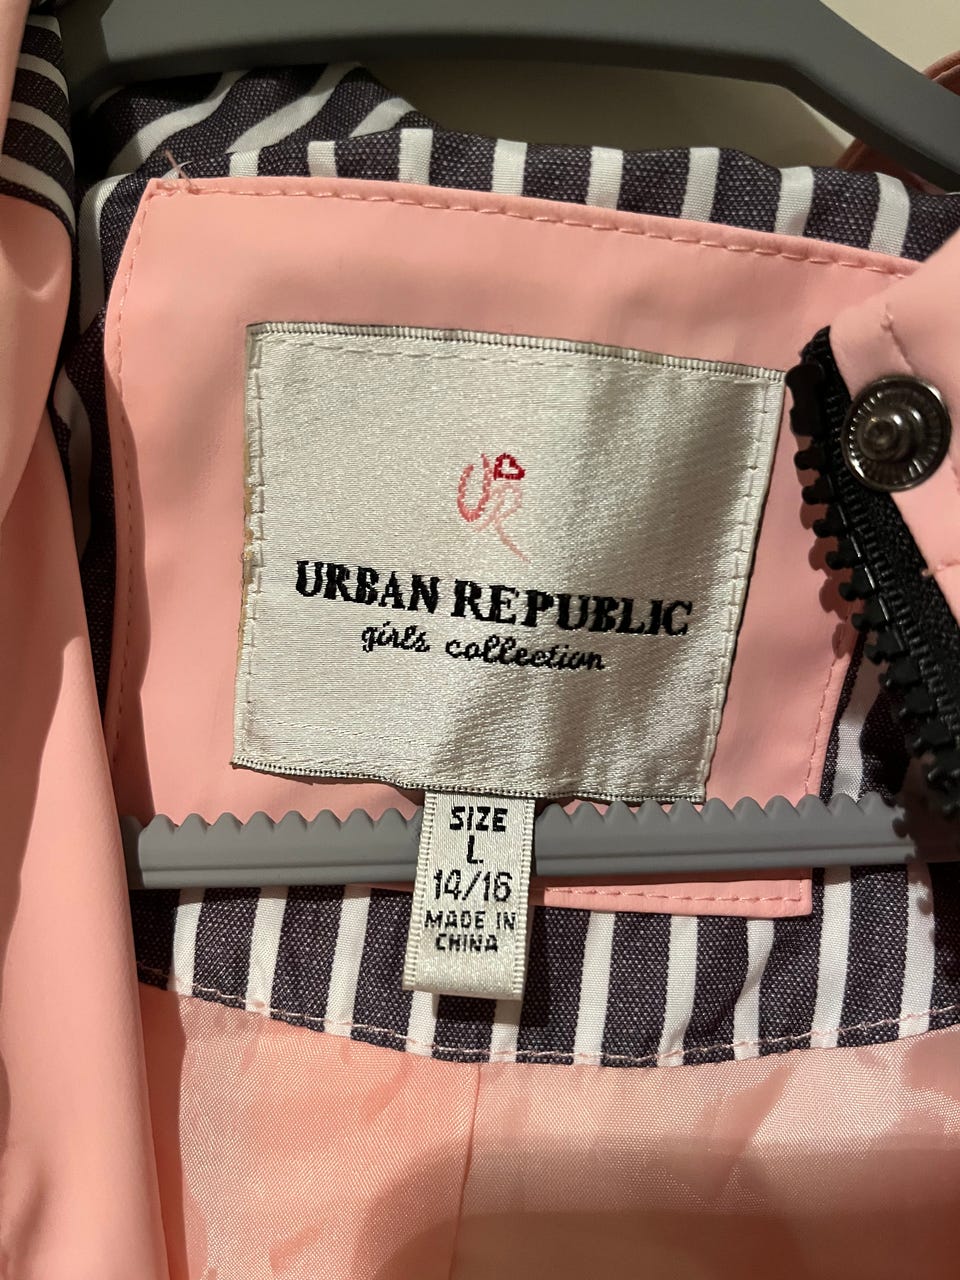 UR
URBAN REPUBLIC
girls collection
SIZE
L
14/16
MADE IN
CHINA